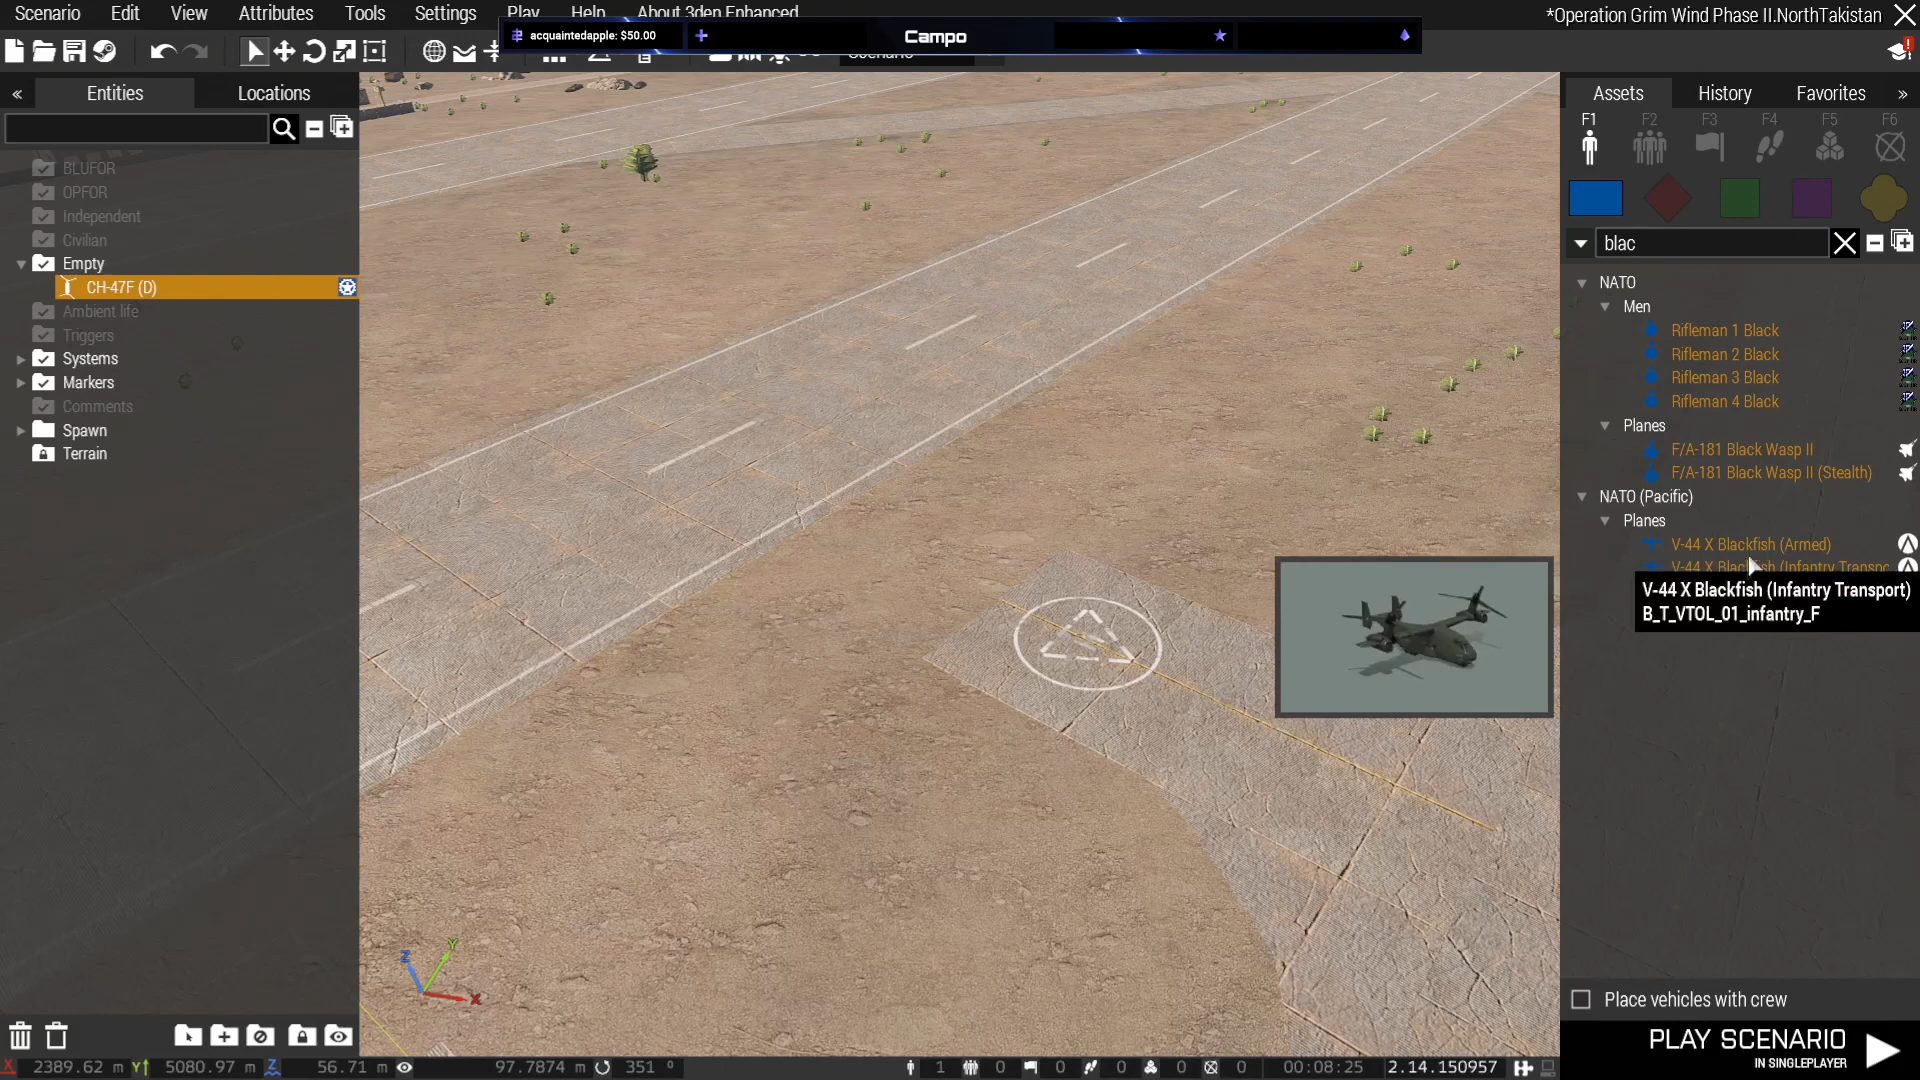 Scenario Edit View Attributes Tools Settings Play Help About 3den Enhanced
*Operation Grim Wind Phase II.NorthTakistan
acquaintedapple: $50.00
Campo
Scenario
Entities Locations
BLUFOR
OPFOR
Independent
Civilian
Empty
CH-47F (D)
Ambient life
Triggers
Systems
Markers
Comments
Spawn
Terrain
Assets History Favorites
F1 F2 F3 F4 F5 F6
blac
NATO
Men
Rifleman 1 Black
Rifleman 2 Black
Rifleman 3 Black
Rifleman 4 Black
Planes
F/A-181 Black Wasp II
F/A-181 Black Wasp II (Stealth)
NATO (Pacific)
Planes
V-44 X Blackfish (Armed)
V-44 X Blackfish (Infantry Transpo
V-44 X Blackfish (Infantry Transport)
B_T_VTOL_01_infantry_F
Z Y X
Place vehicles with crew
PLAY SCENARIO
IN SINGLEPLAYER
X 2389.62 m Y 5080.97 m Z 56.71 m 97.7874 m 351 ° 1 0 0 0 0 0 00:08:25 2.14.150957